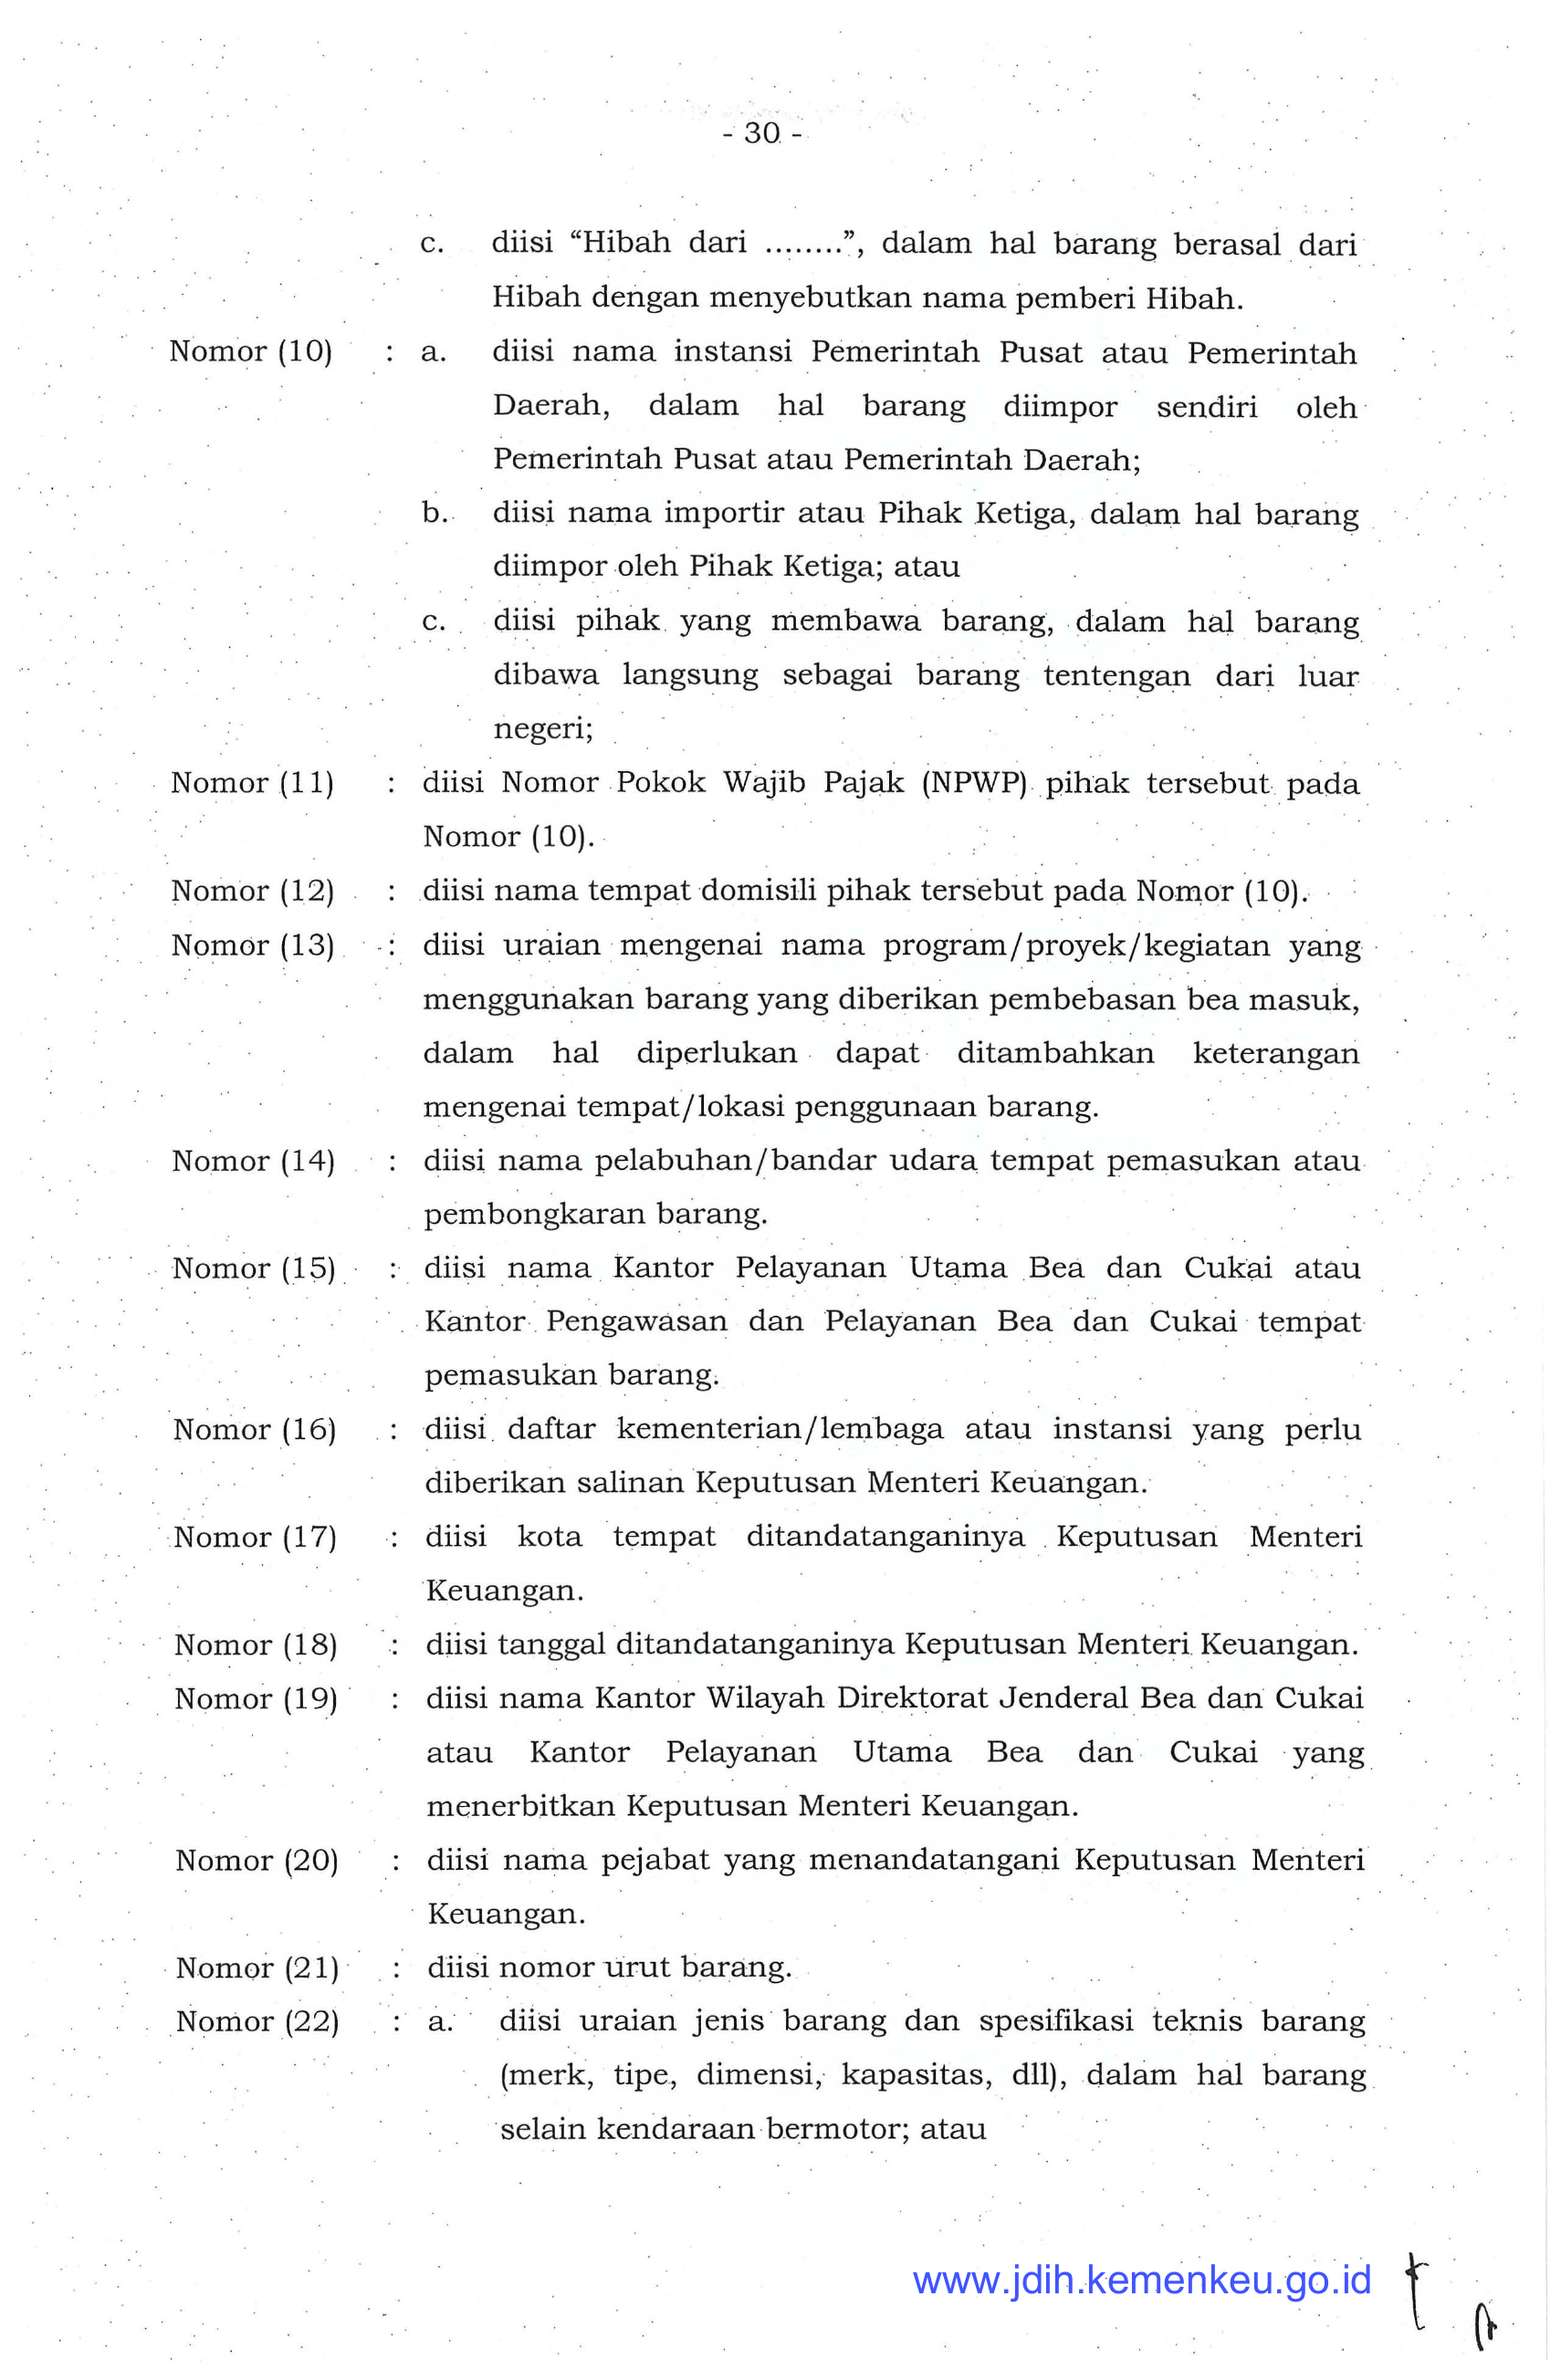 - 30 -
c. diisi “Hibah dari ........”, dalam hal barang berasal dari
Hibah dengan menyebutkan nama pemberi Hibah.
Nomor (10) : a. diisi nama instansi Pemerintah Pusat atau Pemerintah
Daerah, dalam hal barang diimpor sendiri oleh
Pemerintah Pusat atau Pemerintah Daerah;
b. diisi nama importir atau Pihak Ketiga, dalam hal barang
diimpor oleh Pihak Ketiga; atau
c. diisi pihak yang membawa barang, dalam hal barang
dibawa langsung sebagai barang tentengan dari luar
negeri;
Nomor (11) : diisi Nomor Pokok Wajib Pajak (NPWP) pihak tersebut pada
Nomor (10).
Nomor (12) : diisi nama tempat domisili pihak tersebut pada Nomor (10).
Nomor (13) : diisi uraian mengenai nama program/proyek/kegiatan yang
menggunakan barang yang diberikan pembebasan bea masuk,
dalam hal diperlukan dapat ditambahkan keterangan
mengenai tempat/lokasi penggunaan barang.
Nomor (14) : diisi nama pelabuhan/bandar udara tempat pemasukan atau
pembongkaran barang.
Nomor (15) : diisi nama Kantor Pelayanan Utama Bea dan Cukai atau
Kantor Pengawasan dan Pelayanan Bea dan Cukai tempat
pemasukan barang.
Nomor (16) : diisi daftar kementerian/lembaga atau instansi yang perlu
diberikan salinan Keputusan Menteri Keuangan.
Nomor (17) : diisi kota tempat ditandatanganinya Keputusan Menteri
Keuangan.
Nomor (18) : diisi tanggal ditandatanganinya Keputusan Menteri Keuangan.
Nomor (19) : diisi nama Kantor Wilayah Direktorat Jenderal Bea dan Cukai
atau Kantor Pelayanan Utama Bea dan Cukai yang
menerbitkan Keputusan Menteri Keuangan.
Nomor (20) : diisi nama pejabat yang menandatangani Keputusan Menteri
Keuangan.
Nomor (21) : diisi nomor urut barang.
Nomor (22) : a. diisi uraian jenis barang dan spesifikasi teknis barang
(merk, tipe, dimensi, kapasitas, dll), dalam hal barang
selain kendaraan bermotor; atau
www.jdih.kemenkeu.go.id